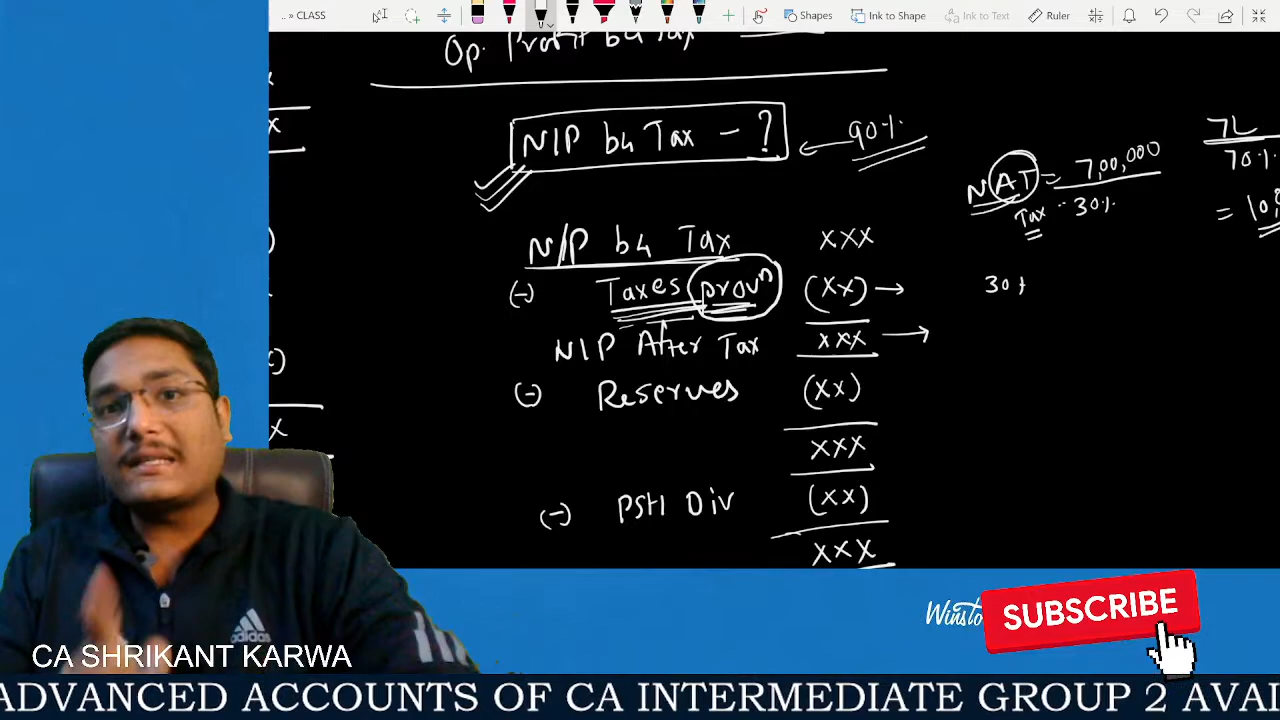 .. » CLASS
Shapes
Ink to Shape
Ink to Text
Ruler
Op. Profit b4 Tax
N/P b4 Tax - ?
90%
NAT = 7,00,000
Tax - 30%
7L
70%
= 10
N/P b4 Tax xxx
(-) Taxes provn (xx) → 30%
N/P After Tax xxx →
(-) Reserves (xx)
xxx
(-) PSH Div (xx)
xxx
SUBSCRIBE
CA SHRIKANT KARWA
ADVANCED ACCOUNTS OF CA INTERMEDIATE GROUP 2 AVAI